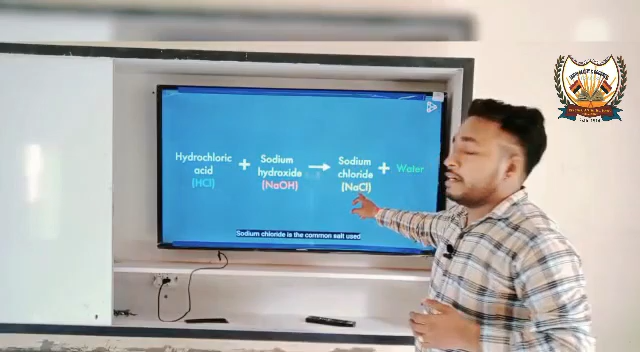 Hydrochloric acid (HCl) + Sodium hydroxide (NaOH) → Sodium chloride (NaCl) + Water
Sodium chloride is the common salt used